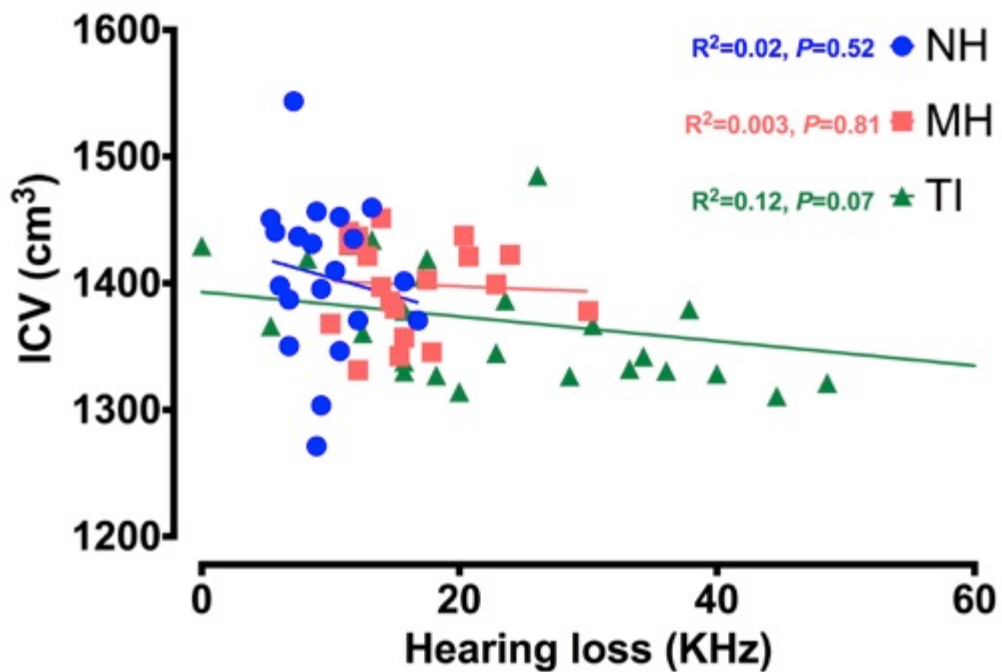 1600
1500
1400
1300
1200
ICV (cm³)
R²=0.02, P=0.52 NH
R²=0.003, P=0.81 MH
R²=0.12, P=0.07 TI
0 20 40 60
Hearing loss (KHz)